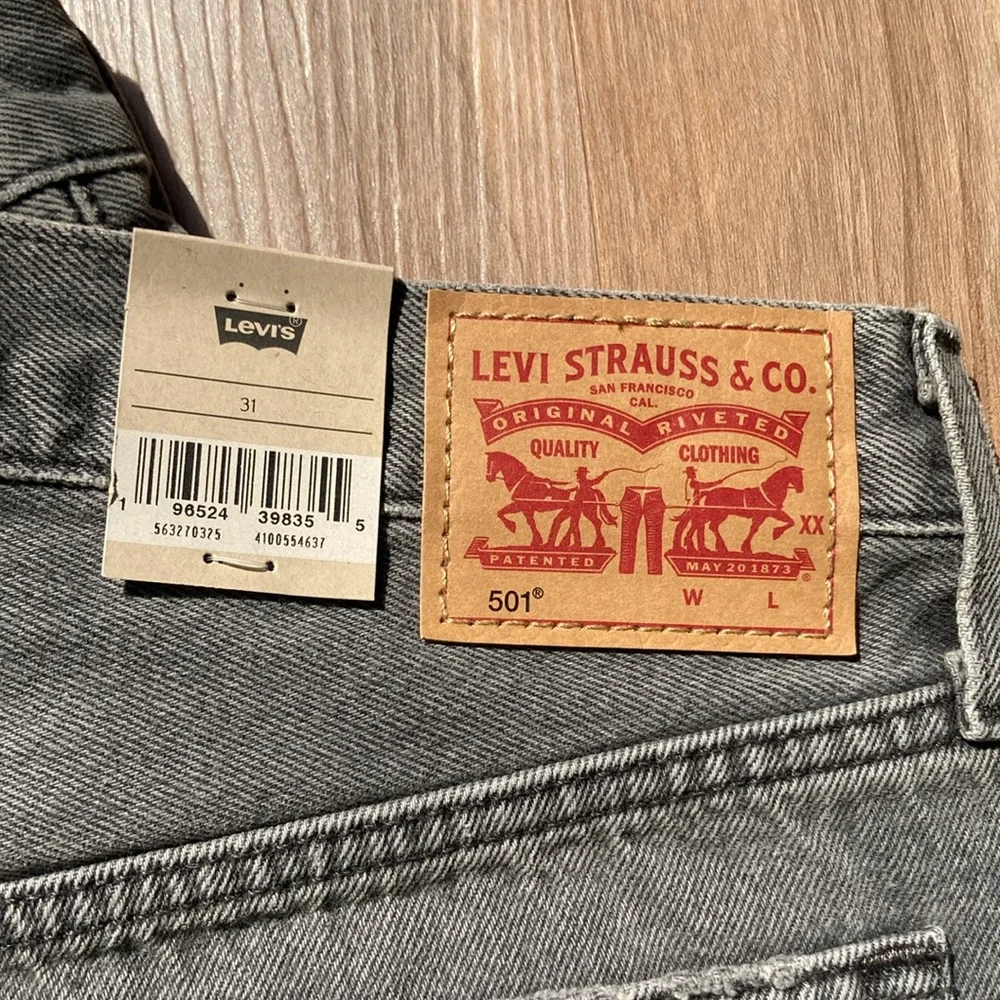 LEVI'S®
31
1 96524 39835 5
563270325 4100554637
LEVI STRAUSS & CO.
SAN FRANCISCO
CAL.
ORIGINAL RIVETED
QUALITY CLOTHING
XX
PATENTED MAY 20 1873 ®
501® W L